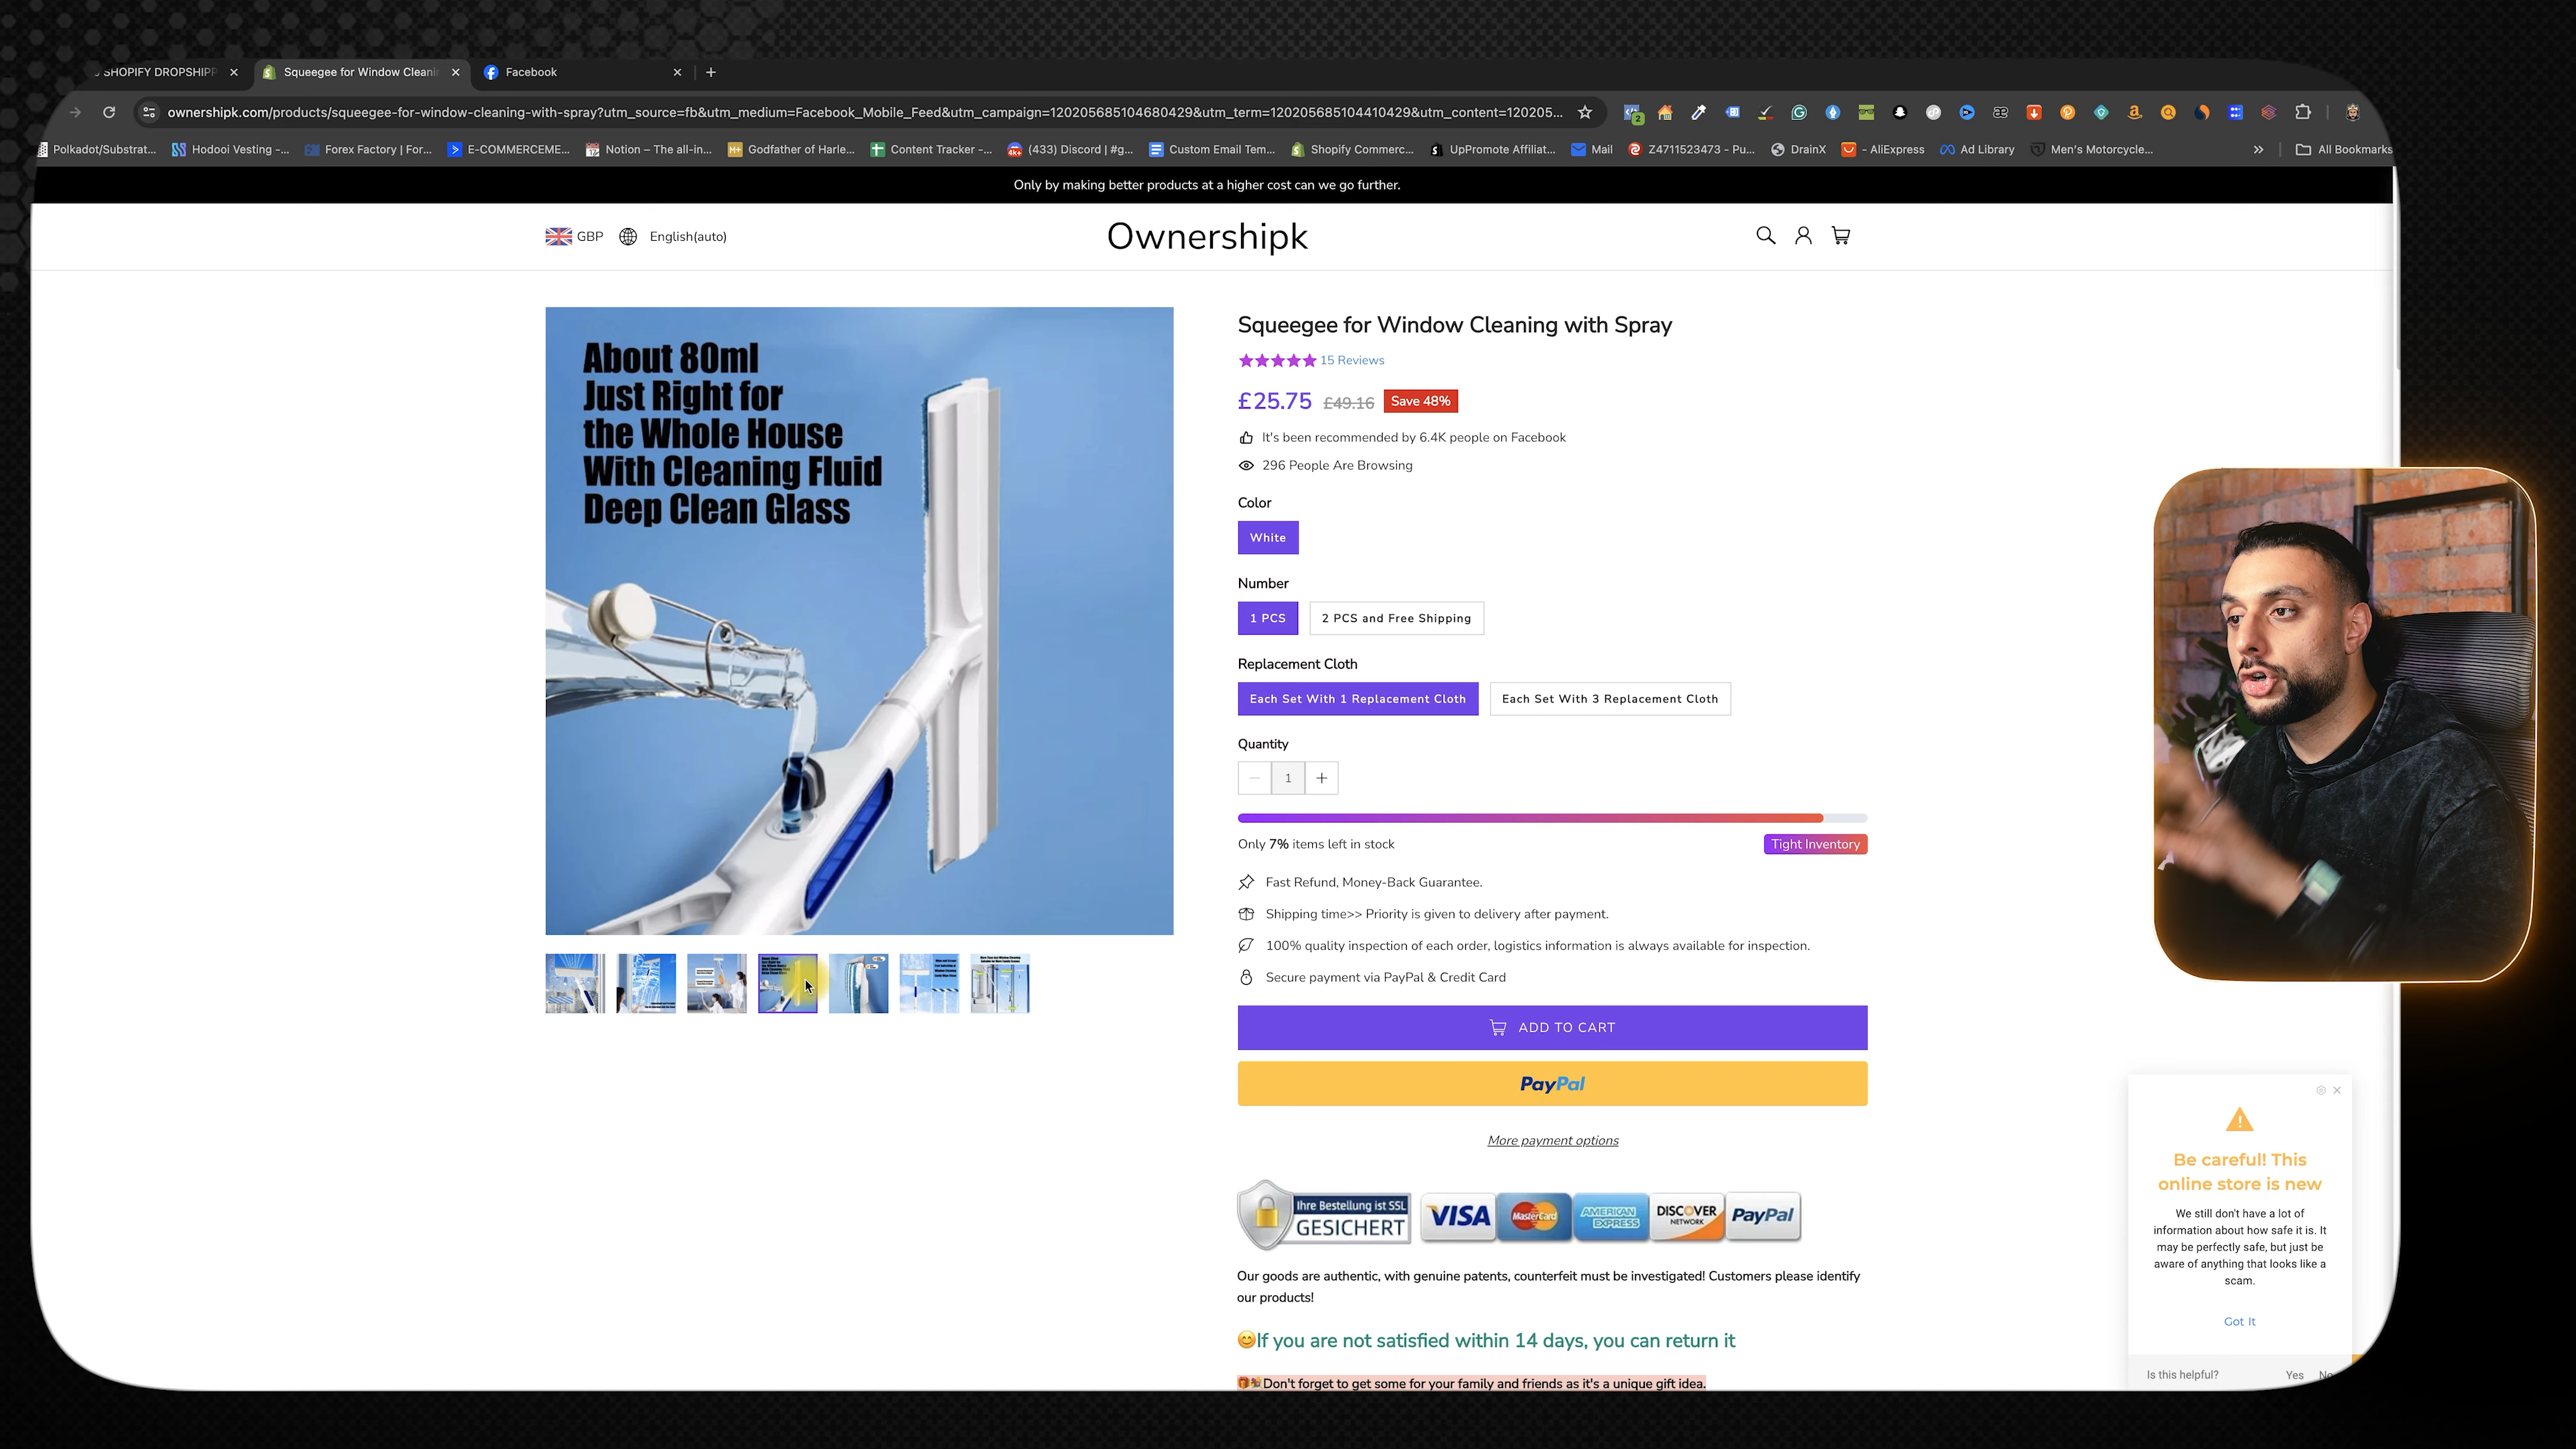 SHOPIFY DROPSHIPP
Squeegee for Window Cleani
Facebook
ownershipk.com/products/squeegee-for-window-cleaning-with-spray?utm_source=fb&utm_medium=Facebook_Mobile_Feed&utm_campaign=120205685104680429&utm_term=120205685104410429&utm_content=120205...
2
Polkadot/Substrat...
Hodooi Vesting -...
Forex Factory | For...
E-COMMERCEME...
Notion – The all-in...
Godfather of Harle...
Content Tracker -...
(433) Discord | #g...
Custom Email Tem...
Shopify Commerc...
UpPromote Affiliat...
Mail
Z4711523473 - Pu...
DrainX
- AliExpress
Ad Library
Men's Motorcycle...
All Bookmarks
Only by making better products at a higher cost can we go further.
GBP
English(auto)
Ownershipk
About 80ml
Just Right for
the Whole House
With Cleaning Fluid
Deep Clean Glass
Squeegee for Window Cleaning with Spray
15 Reviews
£25.75 £49.16 Save 48%
It's been recommended by 6.4K people on Facebook
296 People Are Browsing
Color
White
Number
1 PCS
2 PCS and Free Shipping
Replacement Cloth
Each Set With 1 Replacement Cloth
Each Set With 3 Replacement Cloth
Quantity
1
Only 7% items left in stock
Tight Inventory
Fast Refund, Money-Back Guarantee.
Shipping time>> Priority is given to delivery after payment.
100% quality inspection of each order, logistics information is always available for inspection.
Secure payment via PayPal & Credit Card
ADD TO CART
PayPal
More payment options
Ihre Bestellung ist SSL
GESICHERT
VISA
MasterCard
AMERICAN EXPRESS
DISCOVER NETWORK
PayPal
Our goods are authentic, with genuine patents, counterfeit must be investigated! Customers please identify
our products!
😊If you are not satisfied within 14 days, you can return it
Don't forget to get some for your family and friends as it's a unique gift idea.
Be careful! This
online store is new
We still don't have a lot of
information about how safe it is. It
may be perfectly safe, but just be
aware of anything that looks like a
scam.
Got It
Is this helpful?
Yes
No